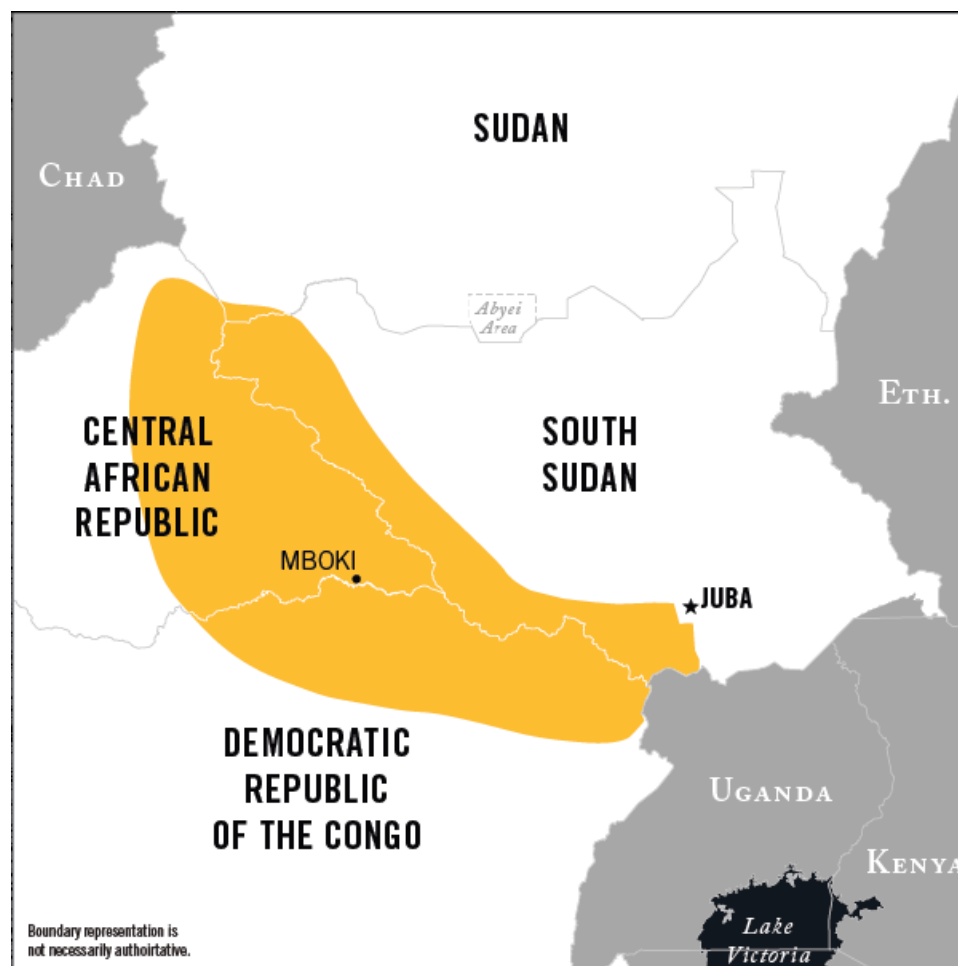 SUDAN
CHAD
Abyei
Area
ETH.
CENTRAL
AFRICAN
REPUBLIC
SOUTH
SUDAN
MBOKI
JUBA
DEMOCRATIC
REPUBLIC
OF THE CONGO
UGANDA
KENYA
Lake
Victoria
Boundary representation is
not necessarily authoirtative.